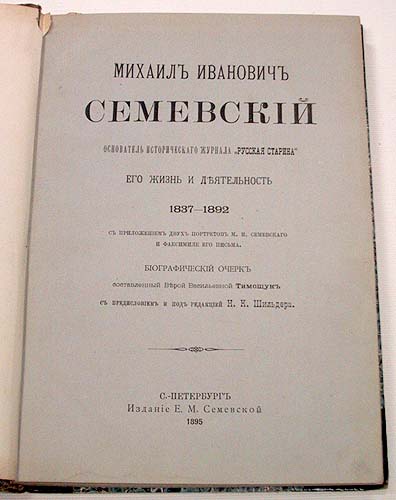 МИХАИЛЪ ИВАНОВИЧЪ
СЕМЕВСКІЙ
ОСНОВАТЕЛЬ ИСТОРИЧЕСКАГО ЖУРНАЛА „РУССКАЯ СТАРИНА“
ЕГО ЖИЗНЬ И ДѢЯТЕЛЬНОСТЬ
1837—1892
СЪ ПРИЛОЖЕНІЕМЪ ДВУХЪ ПОРТРЕТОВЪ М. И. СЕМЕВСКАГО
И ФАКСИМИЛЕ ЕГО ПИСЬМА.
БІОГРАФИЧЕСКІЙ ОЧЕРКЪ
составленный Вѣрой Васильевной Тимощукъ
СЪ ПРЕДИСЛОВІЕМЪ И ПОДЪ РЕДАКЦІЕЙ Н. К. Шильдера.
С.-ПЕТЕРБУРГЪ
Изданіе Е. М. Семевской
1895